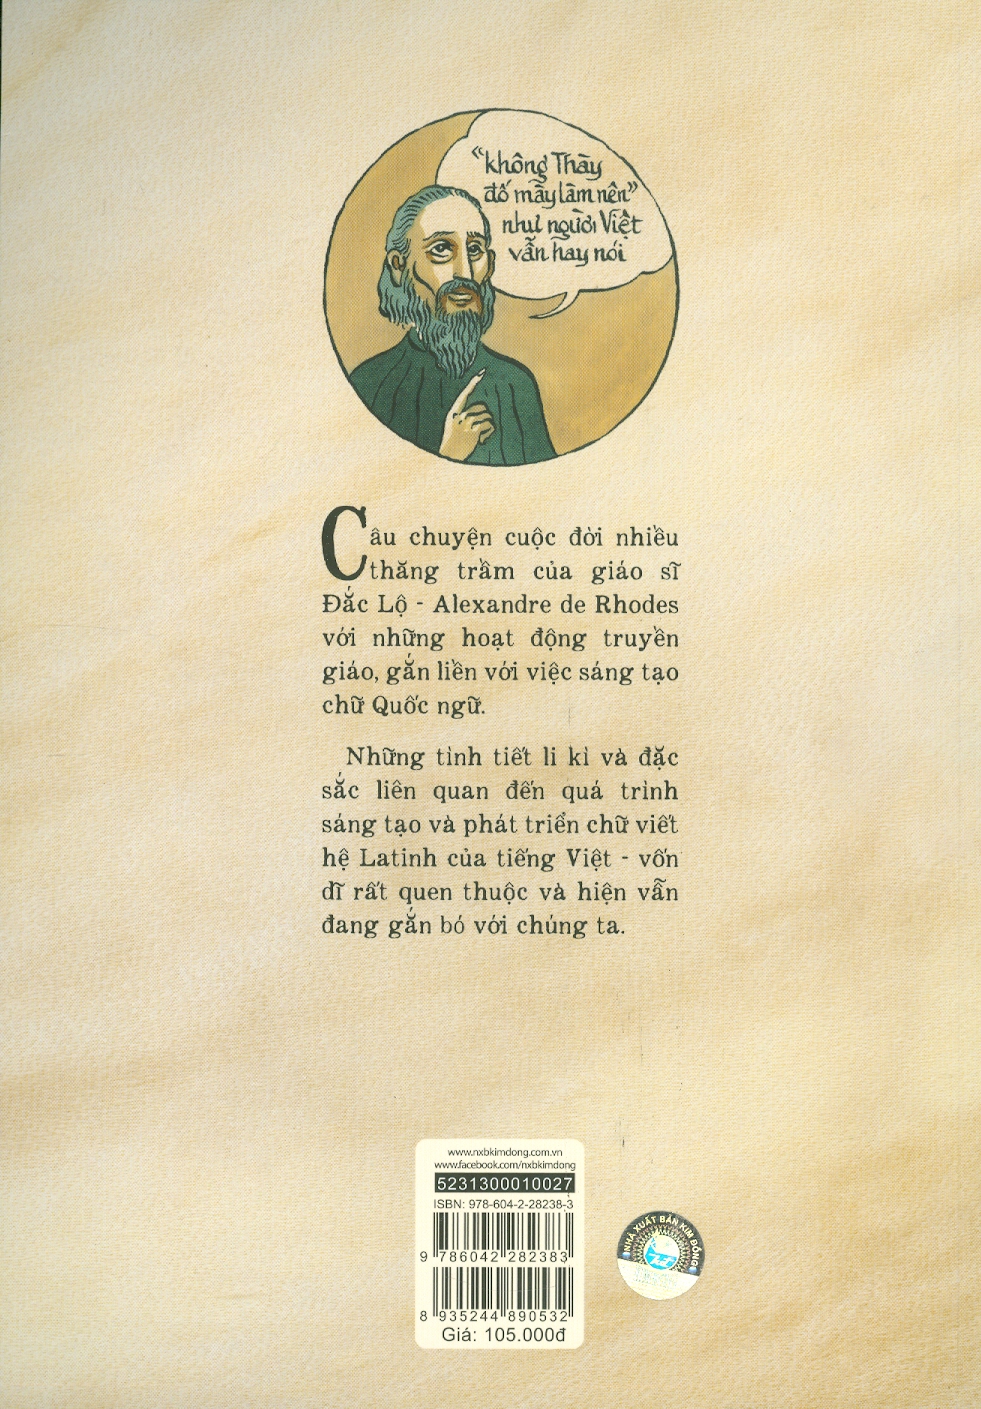 “không Thầy
đố mầy làm nên”
như người Việt
vẫn hay nói
Câu chuyện cuộc đời nhiều
thăng trầm của giáo sĩ
Đắc Lộ - Alexandre de Rhodes
với những hoạt động truyền
giáo, gắn liền với việc sáng tạo
chữ Quốc ngữ.
Những tình tiết li kì và đặc
sắc liên quan đến quá trình
sáng tạo và phát triển chữ viết
hệ Latinh của tiếng Việt - vốn
dĩ rất quen thuộc và hiện vẫn
đang gắn bó với chúng ta.
www.nxbkimdong.com.vn
www.facebook.com/nxbkimdong
5231300010027
ISBN: 978-604-2-28238-3
9 786042 282383
8 935244 890532
Giá: 105.000đ
NHÀ XUẤT BẢN KIM ĐỒNG